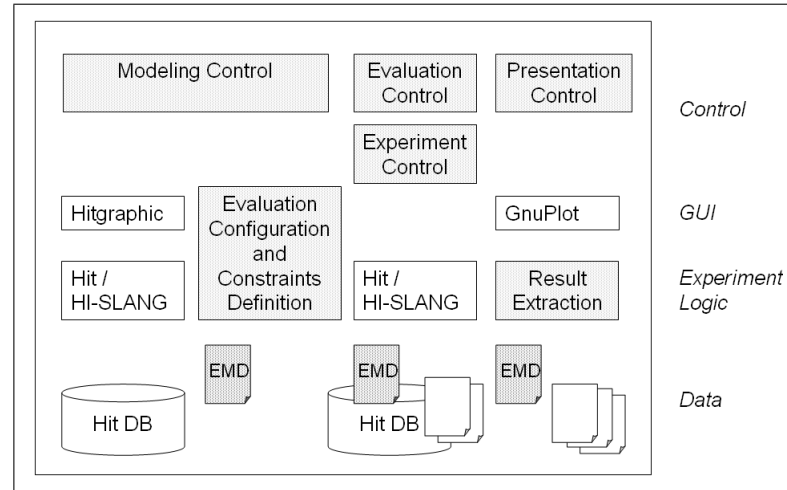 Modeling Control
Evaluation
Control
Presentation
Control
Control
Experiment
Control
Hitgraphic
Evaluation
Configuration
and
Constraints
Definition
GnuPlot
GUI
Hit /
HI-SLANG
Hit /
HI-SLANG
Result
Extraction
Experiment
Logic
EMD
EMD
EMD
Hit DB
Hit DB
Data